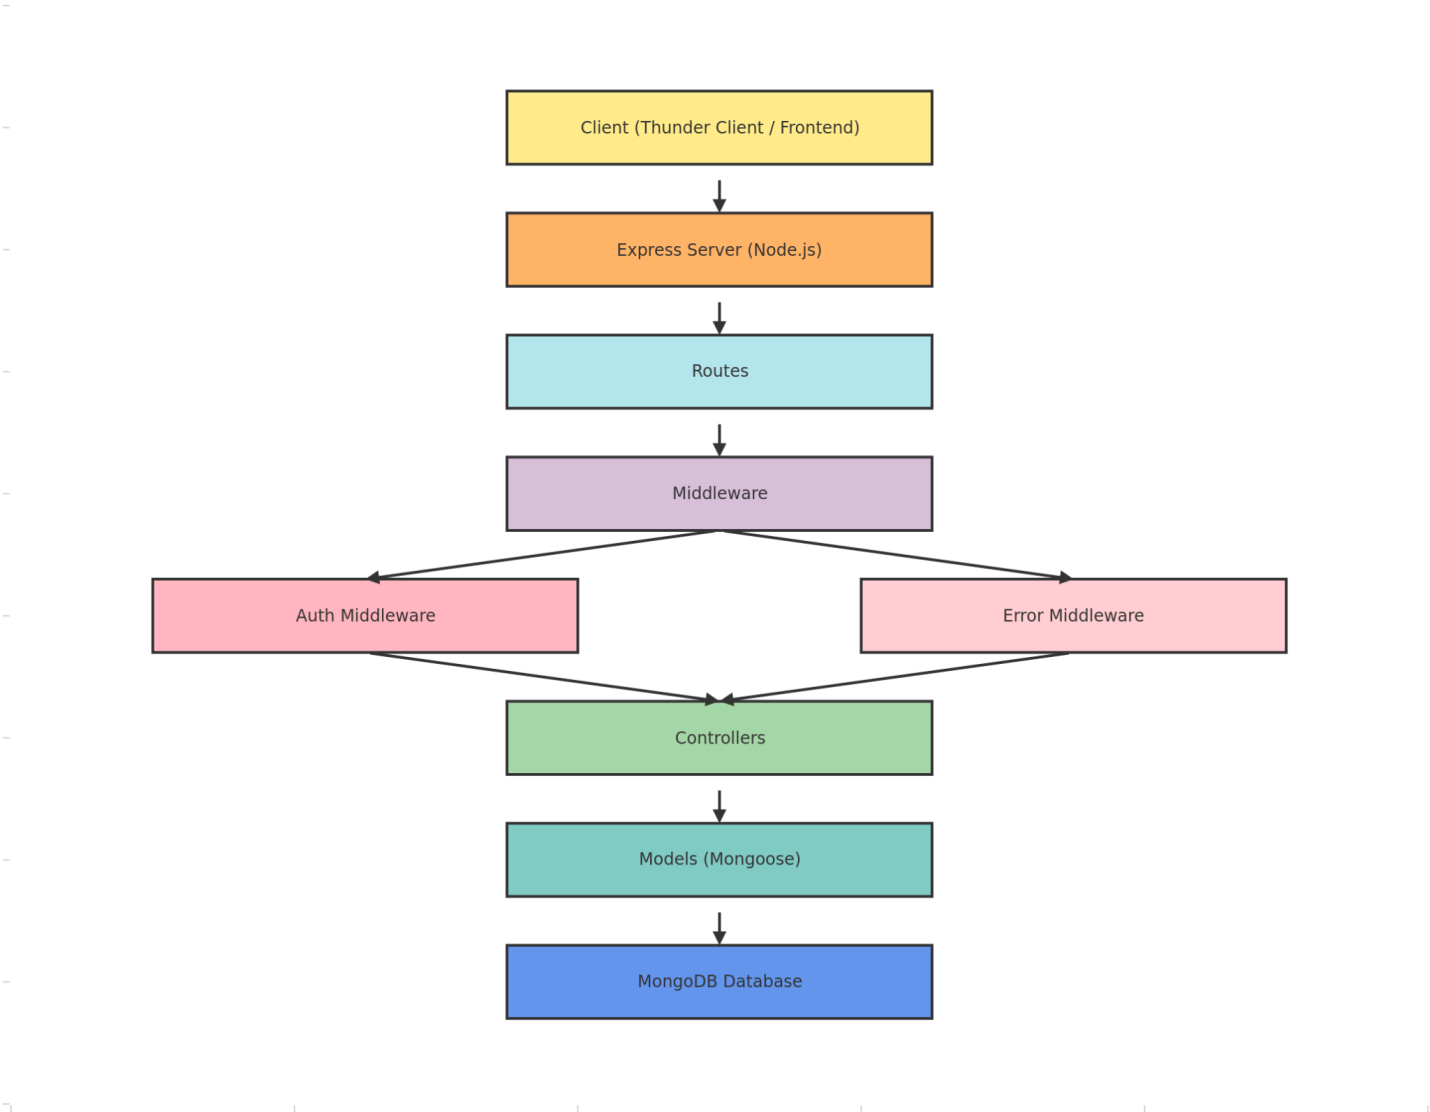 Client (Thunder Client / Frontend)
Express Server (Node.js)
Routes
Middleware
Auth Middleware
Error Middleware
Controllers
Models (Mongoose)
MongoDB Database